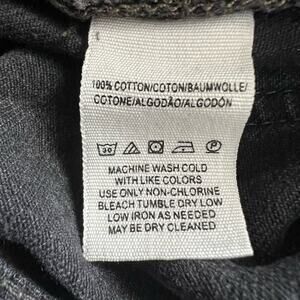 100% COTTON/COTON/BAUMWOLLE/
COTONE/ALGODÃO/ALGODÓN
30 P
MACHINE WASH COLD
WITH LIKE COLORS
USE ONLY NON-CHLORINE
BLEACH TUMBLE DRY LOW
LOW IRON AS NEEDED
MAY BE DRY CLEANED